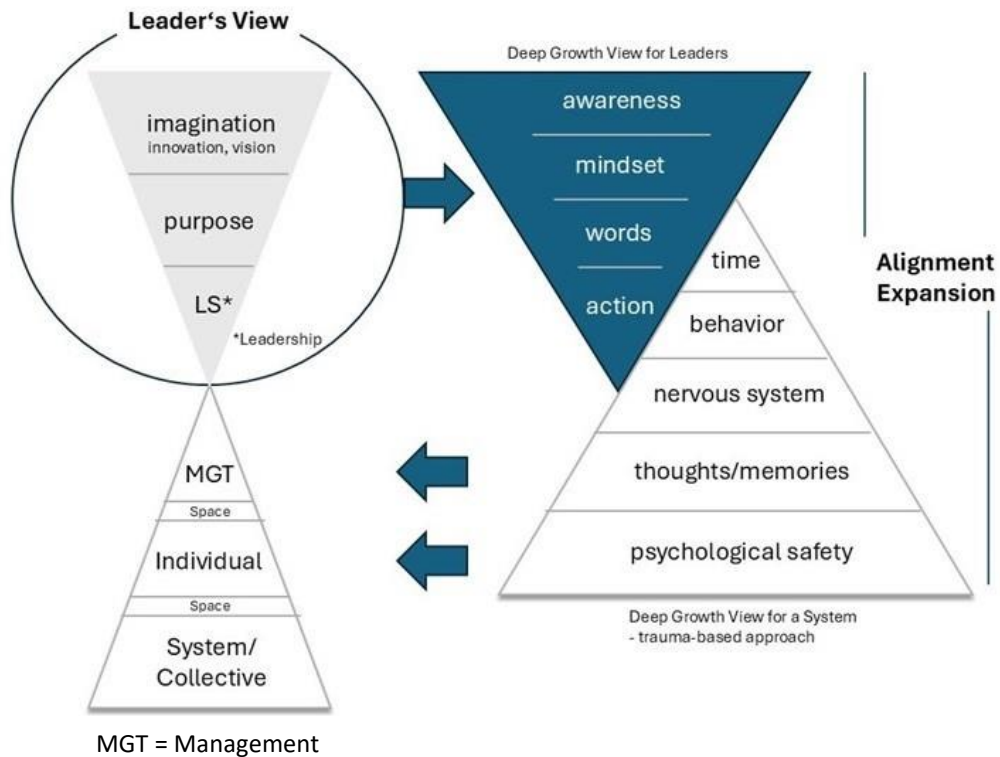 Leader‘s View
imagination
innovation, vision
purpose
LS*
*Leadership
MGT
Space
Individual
Space
System/
Collective
MGT = Management
Deep Growth View for Leaders
awareness
mindset
words
action
time
behavior
nervous system
thoughts/memories
psychological safety
Deep Growth View for a System
- trauma-based approach
Alignment
Expansion